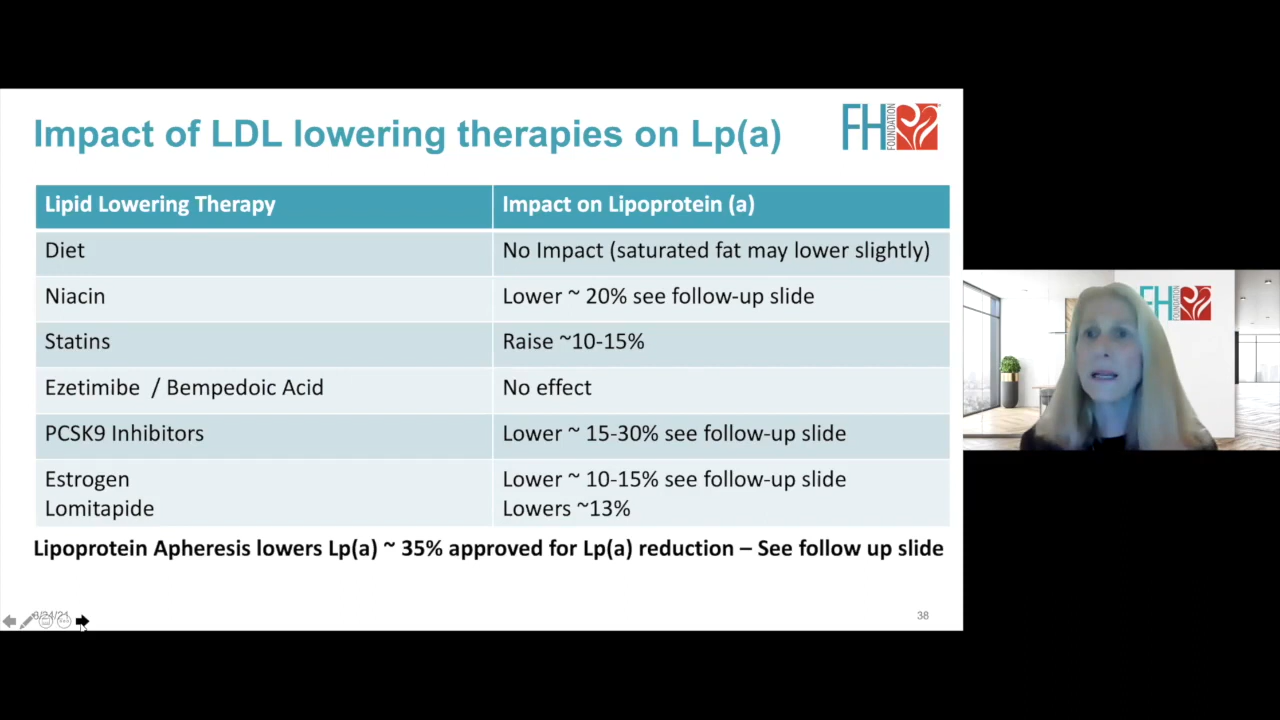 Impact of LDL lowering therapies on Lp(a)
FH FOUNDATION
Lipid Lowering Therapy Impact on Lipoprotein (a)
Diet No Impact (saturated fat may lower slightly)
Niacin Lower ~ 20% see follow-up slide
Statins Raise ~10-15%
Ezetimibe / Bempedoic Acid No effect
PCSK9 Inhibitors Lower ~ 15-30% see follow-up slide
Estrogen Lower ~ 10-15% see follow-up slide
Lomitapide Lowers ~13%
Lipoprotein Apheresis lowers Lp(a) ~ 35% approved for Lp(a) reduction – See follow up slide
38
FH